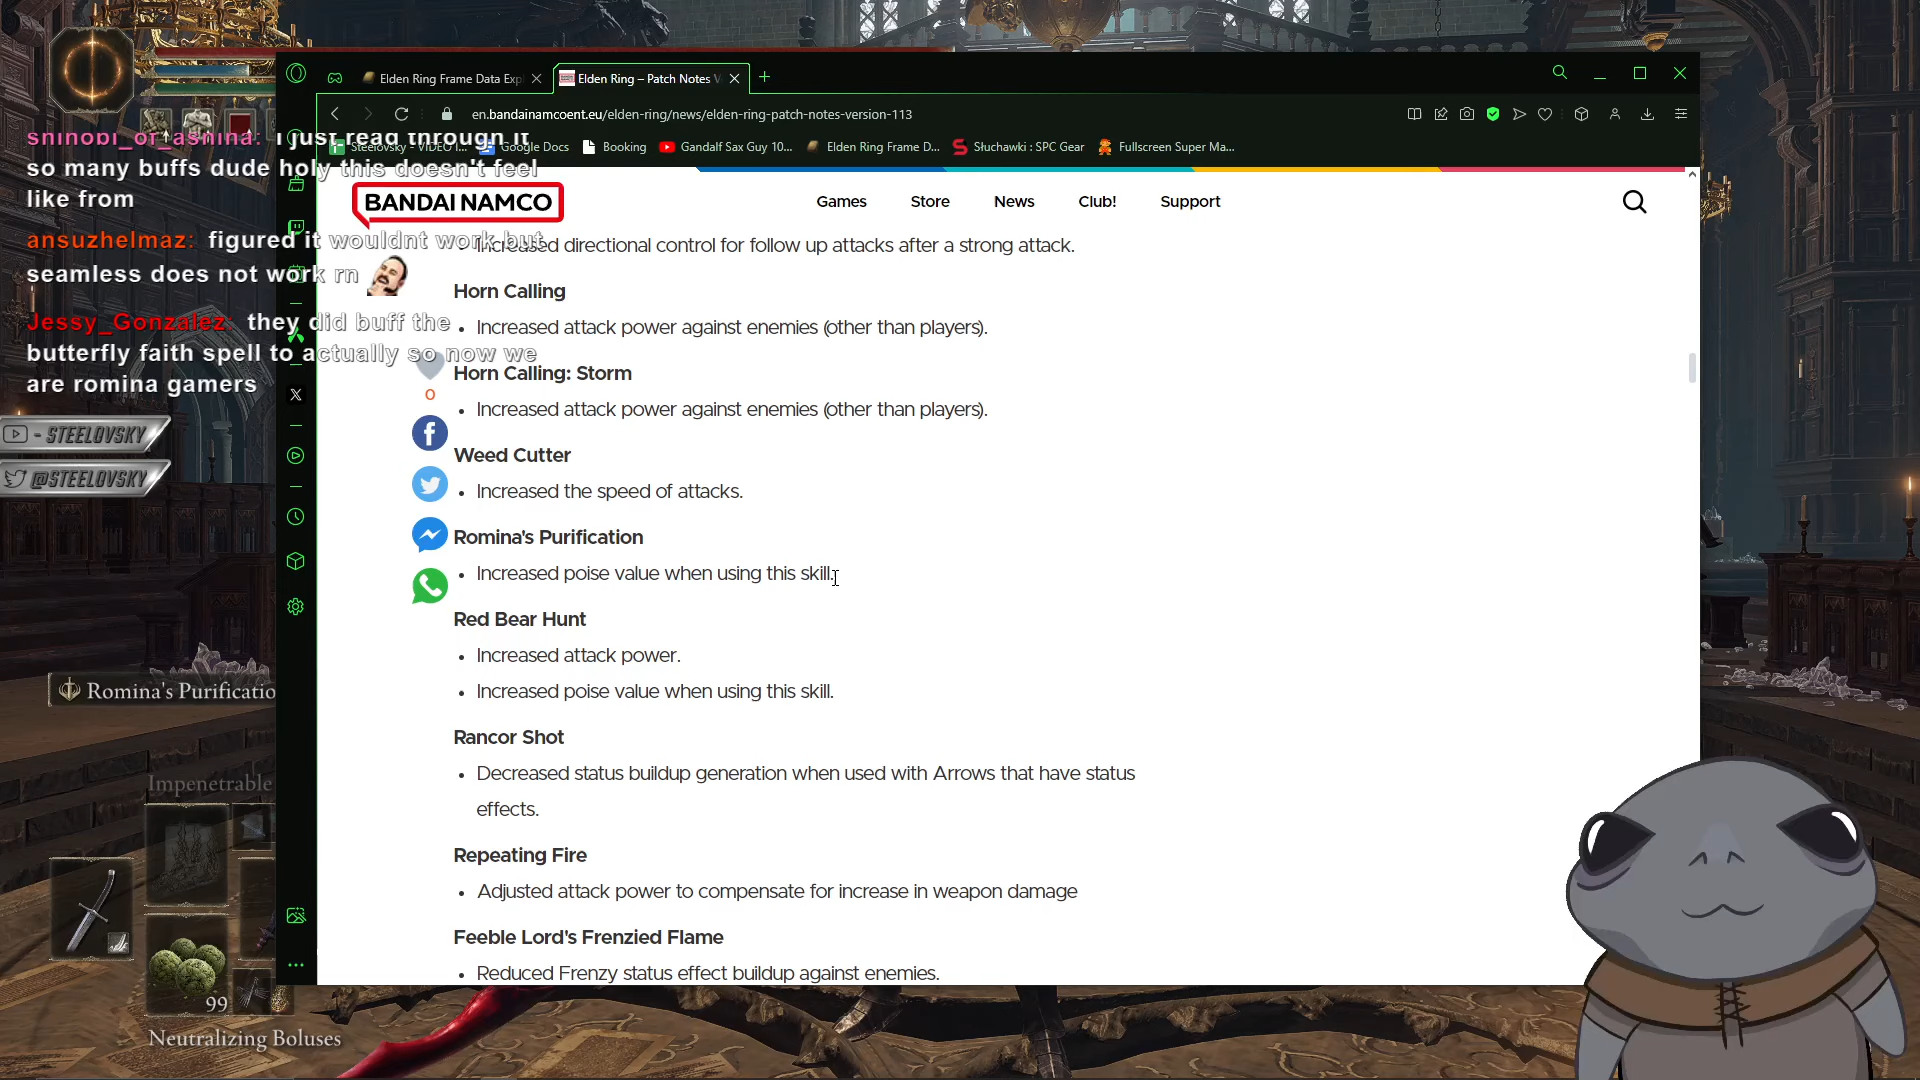 Elden Ring Frame Data Exp
Elden Ring – Patch Notes V
en.bandainamcoent.eu/elden-ring/news/elden-ring-patch-notes-version-113
Steelovsky - VIDEO I...
Google Docs
Booking
Gandalf Sax Guy 10...
Elden Ring Frame D...
Słuchawki : SPC Gear
Fullscreen Super Ma...
shinobi_of_ashina: i just read through it
so many buffs dude holy this doesn't feel
like from
ansuzhelmaz: figured it wouldnt work but
seamless does not work rn
Jessy_Gonzalez: they did buff the
butterfly faith spell to actually so now we
are romina gamers
- STEELOVSKY
@STEELOVSKY
BANDAI NAMCO
Games
Store
News
Club!
Support
Increased directional control for follow up attacks after a strong attack.
Horn Calling
• Increased attack power against enemies (other than players).
Horn Calling: Storm
• Increased attack power against enemies (other than players).
0
Weed Cutter
• Increased the speed of attacks.
Romina's Purification
• Increased poise value when using this skill.
Red Bear Hunt
• Increased attack power.
• Increased poise value when using this skill.
Rancor Shot
• Decreased status buildup generation when used with Arrows that have status
effects.
Repeating Fire
• Adjusted attack power to compensate for increase in weapon damage
Feeble Lord's Frenzied Flame
• Reduced Frenzy status effect buildup against enemies.
Romina's Purificatio
Impenetrable
99
Neutralizing Boluses